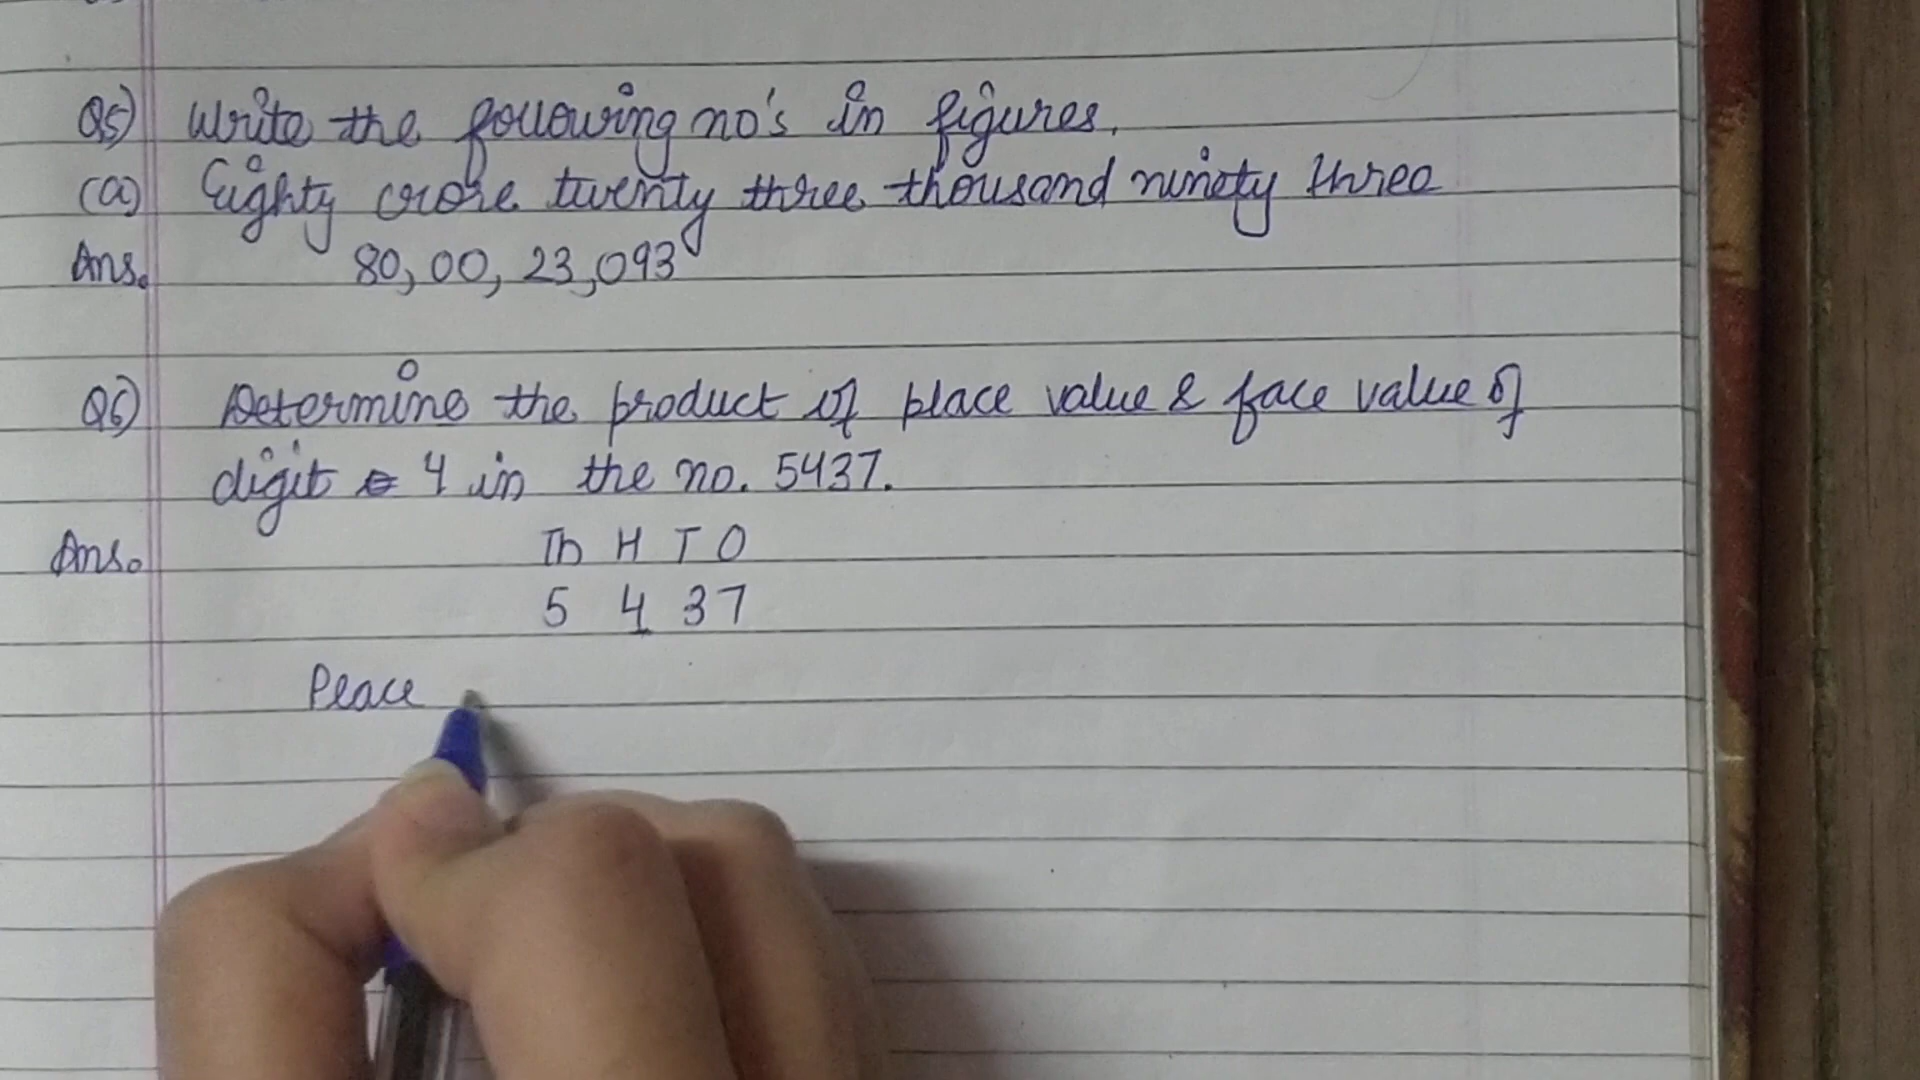 Q5) Write the following no's in figures.
(a) Eighty crore twenty three thousand ninety three
Ans. 80,00,23,093
Q6) Determine the product of place value & face value of
digit 4 in the no. 5437.
Ans. Th H T O
5 4 3 7
Place